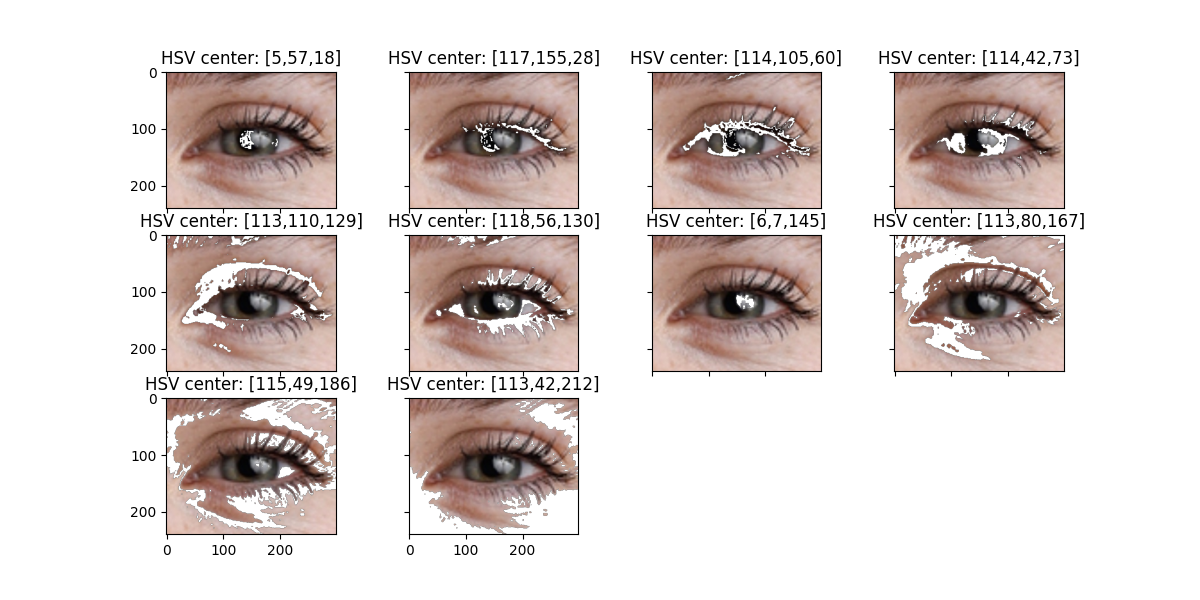 HSV center: [5,57,18]
HSV center: [117,155,28]
HSV center: [114,105,60]
HSV center: [114,42,73]
0
100
200
HSV center: [113,110,129]
HSV center: [118,56,130]
HSV center: [6,7,145]
HSV center: [113,80,167]
0
100
200
HSV center: [115,49,186]
HSV center: [113,42,212]
0
100
200
0 100 200
0 100 200